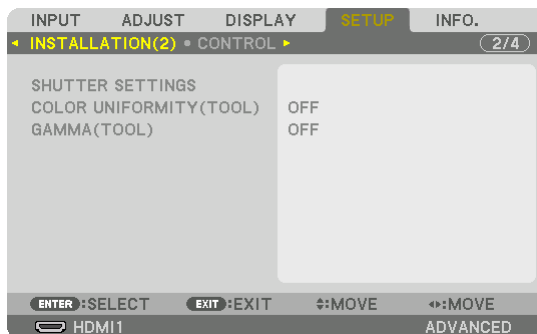 INPUT ADJUST DISPLAY SETUP INFO.
INSTALLATION(2) • CONTROL 2/4
SHUTTER SETTINGS
COLOR UNIFORMITY(TOOL) OFF
GAMMA(TOOL) OFF
ENTER :SELECT EXIT :EXIT :MOVE :MOVE
HDMI1 ADVANCED